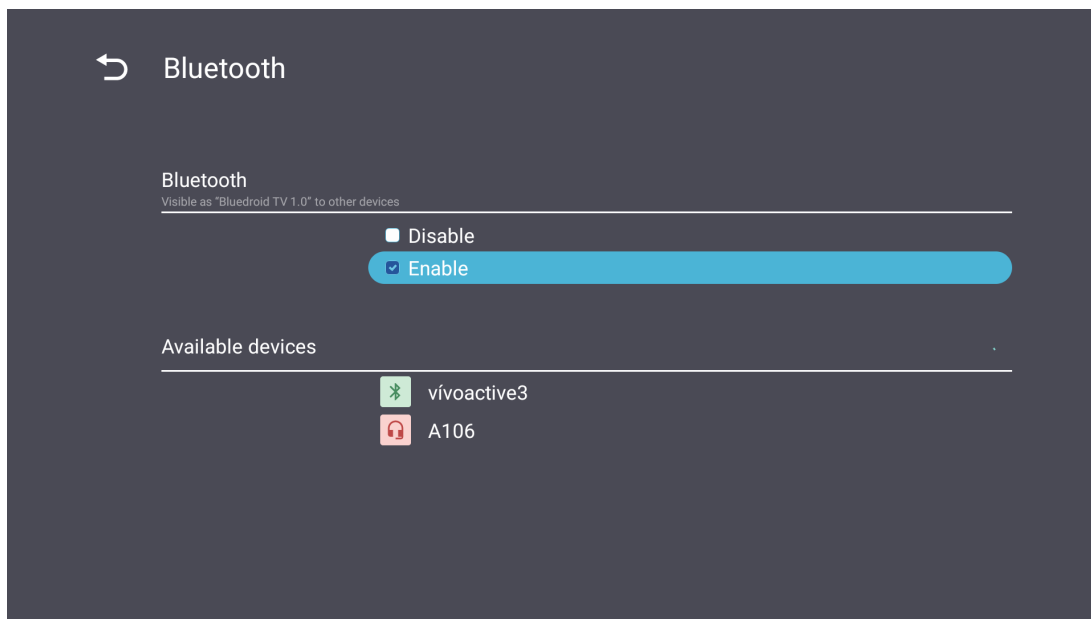 Bluetooth
Bluetooth
Visible as "Bluedroid TV 1.0" to other devices
Disable
Enable
Available devices
vívoactive3
A106